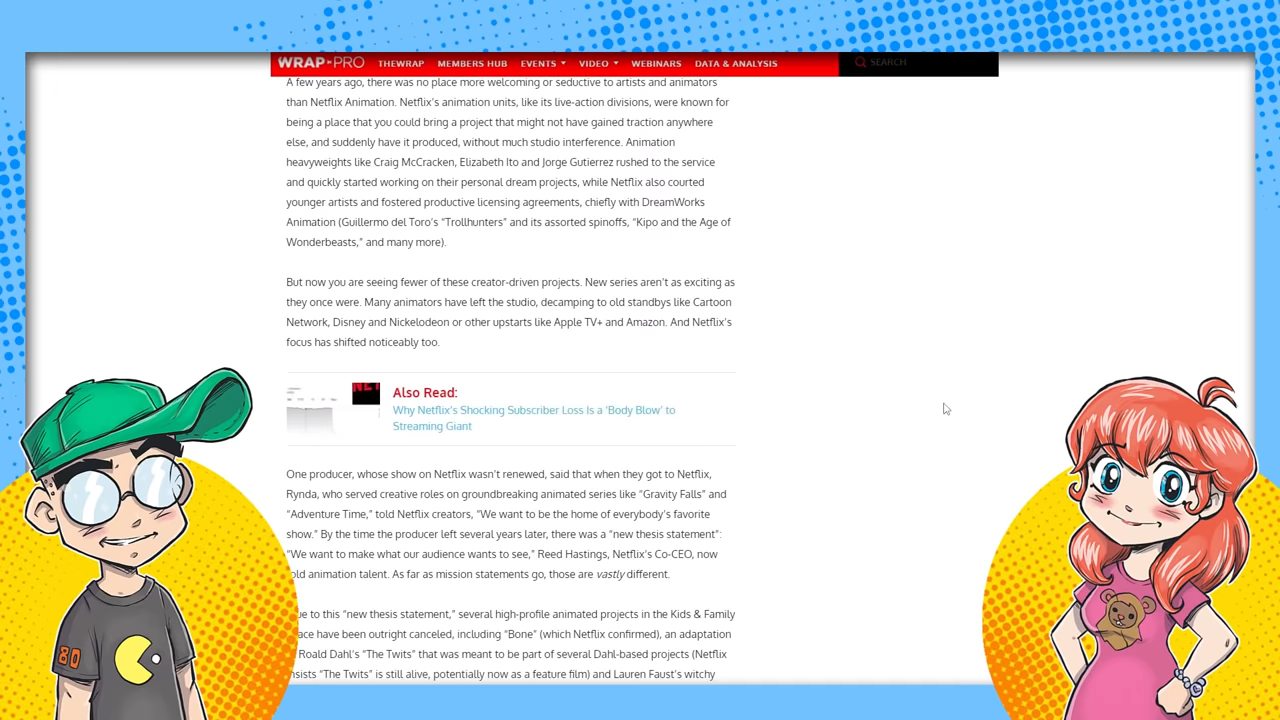 WRAP PRO THEWRAP MEMBERS HUB EVENTS VIDEO WEBINARS DATA & ANALYSIS SEARCH
A few years ago, there was no place more welcoming or seductive to artists and animators
than Netflix Animation. Netflix's animation units, like its live-action divisions, were known for
being a place that you could bring a project that might not have gained traction anywhere
else, and suddenly have it produced, without much studio interference. Animation
heavyweights like Craig McCracken, Elizabeth Ito and Jorge Gutierrez rushed to the service
and quickly started working on their personal dream projects, while Netflix also courted
younger artists and fostered productive licensing agreements, chiefly with DreamWorks
Animation (Guillermo del Toro's "Trollhunters" and its assorted spinoffs, "Kipo and the Age of
Wonderbeasts," and many more).
But now you are seeing fewer of these creator-driven projects. New series aren't as exciting as
they once were. Many animators have left the studio, decamping to old standbys like Cartoon
Network, Disney and Nickelodeon or other upstarts like Apple TV+ and Amazon. And Netflix's
focus has shifted noticeably too.
Also Read:
Why Netflix's Shocking Subscriber Loss Is a 'Body Blow' to
Streaming Giant
One producer, whose show on Netflix wasn't renewed, said that when they got to Netflix,
Rynda, who served creative roles on groundbreaking animated series like "Gravity Falls" and
"Adventure Time," told Netflix creators, "We want to be the home of everybody's favorite
show." By the time the producer left several years later, there was a "new thesis statement":
"We want to make what our audience wants to see," Reed Hastings, Netflix's Co-CEO, now
old animation talent. As far as mission statements go, those are vastly different.
ue to this "new thesis statement," several high-profile animated projects in the Kids & Family
ace have been outright canceled, including "Bone" (which Netflix confirmed), an adaptation
Roald Dahl's "The Twits" that was meant to be part of several Dahl-based projects (Netflix
nsists "The Twits" is still alive, potentially now as a feature film) and Lauren Faust's witchy
80